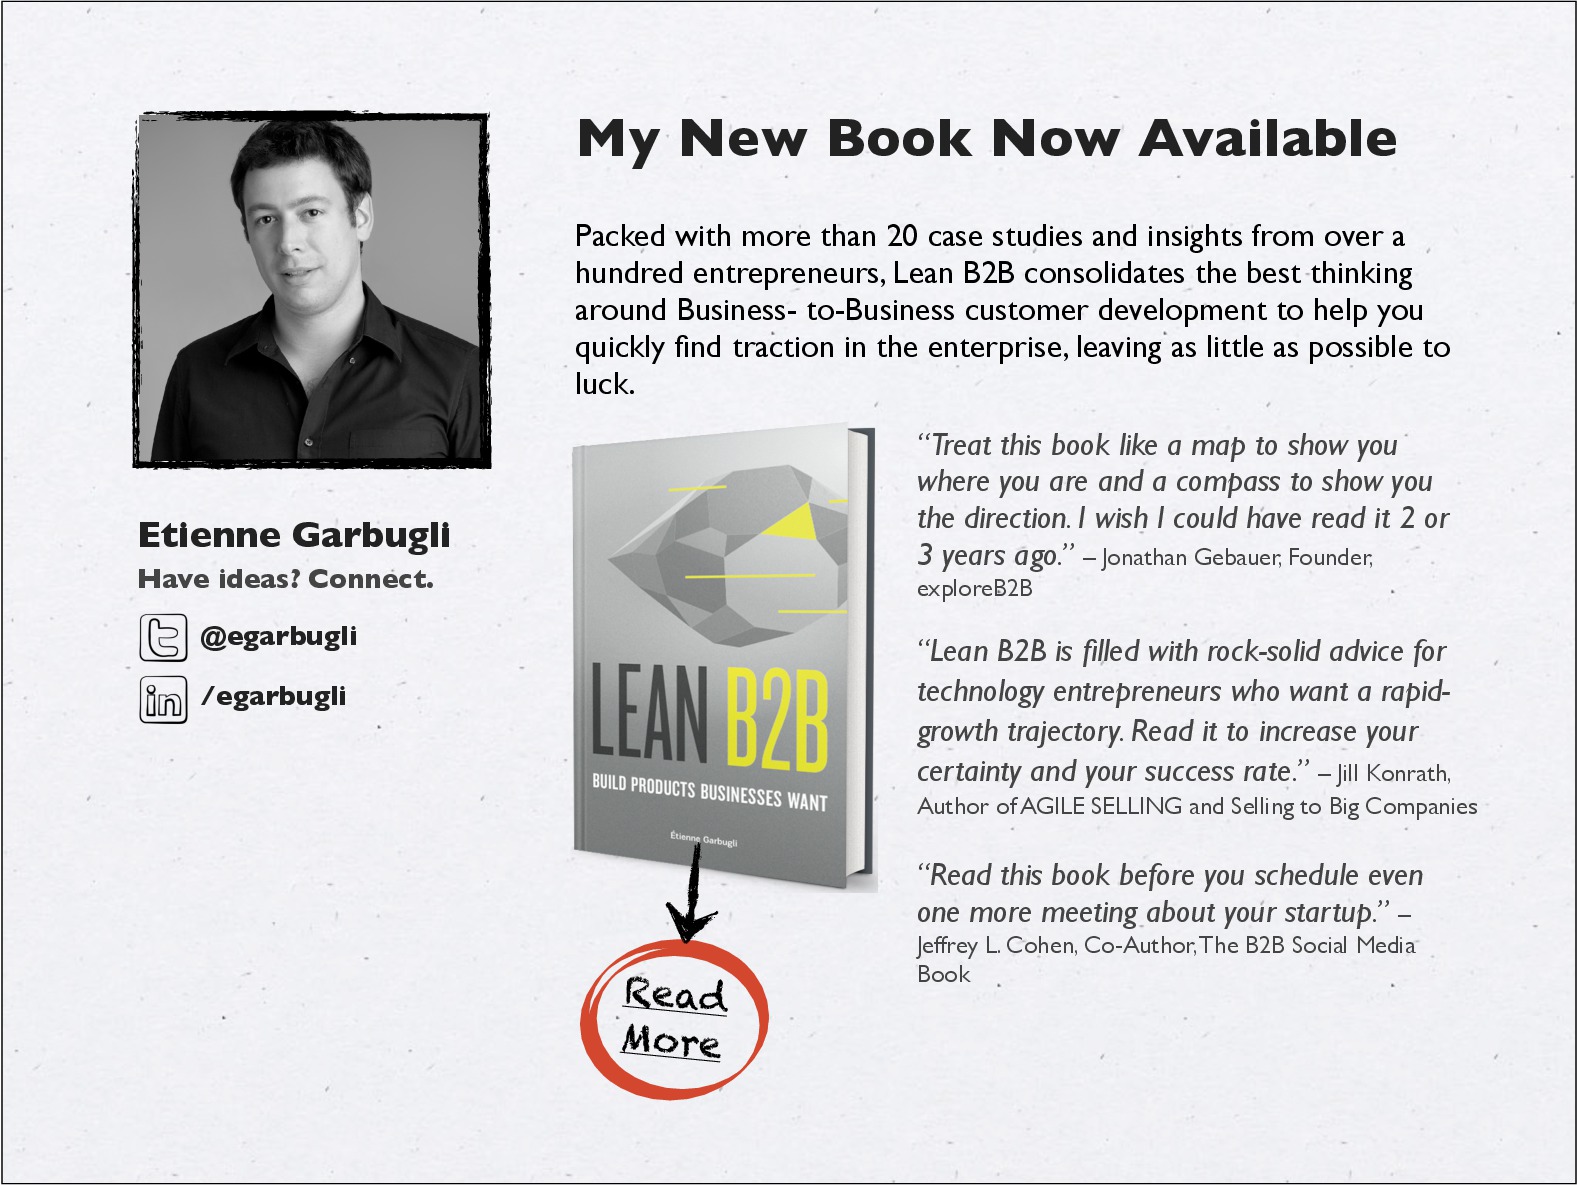 My New Book Now Available
Packed with more than 20 case studies and insights from over a
hundred entrepreneurs, Lean B2B consolidates the best thinking
around Business- to-Business customer development to help you
quickly find traction in the enterprise, leaving as little as possible to
luck.
Etienne Garbugli
Have ideas? Connect.
t
@egarbugli
in
/egarbugli
LEAN B2B
BUILD PRODUCTS BUSINESSES WANT
Étienne Garbugli
Read
More
“Treat this book like a map to show you
where you are and a compass to show you
the direction. I wish I could have read it 2 or
3 years ago.” – Jonathan Gebauer, Founder,
exploreB2B
“Lean B2B is filled with rock-solid advice for
technology entrepreneurs who want a rapid-
growth trajectory. Read it to increase your
certainty and your success rate.” – Jill Konrath,
Author of AGILE SELLING and Selling to Big Companies
“Read this book before you schedule even
one more meeting about your startup.” –
Jeffrey L. Cohen, Co-Author, The B2B Social Media
Book